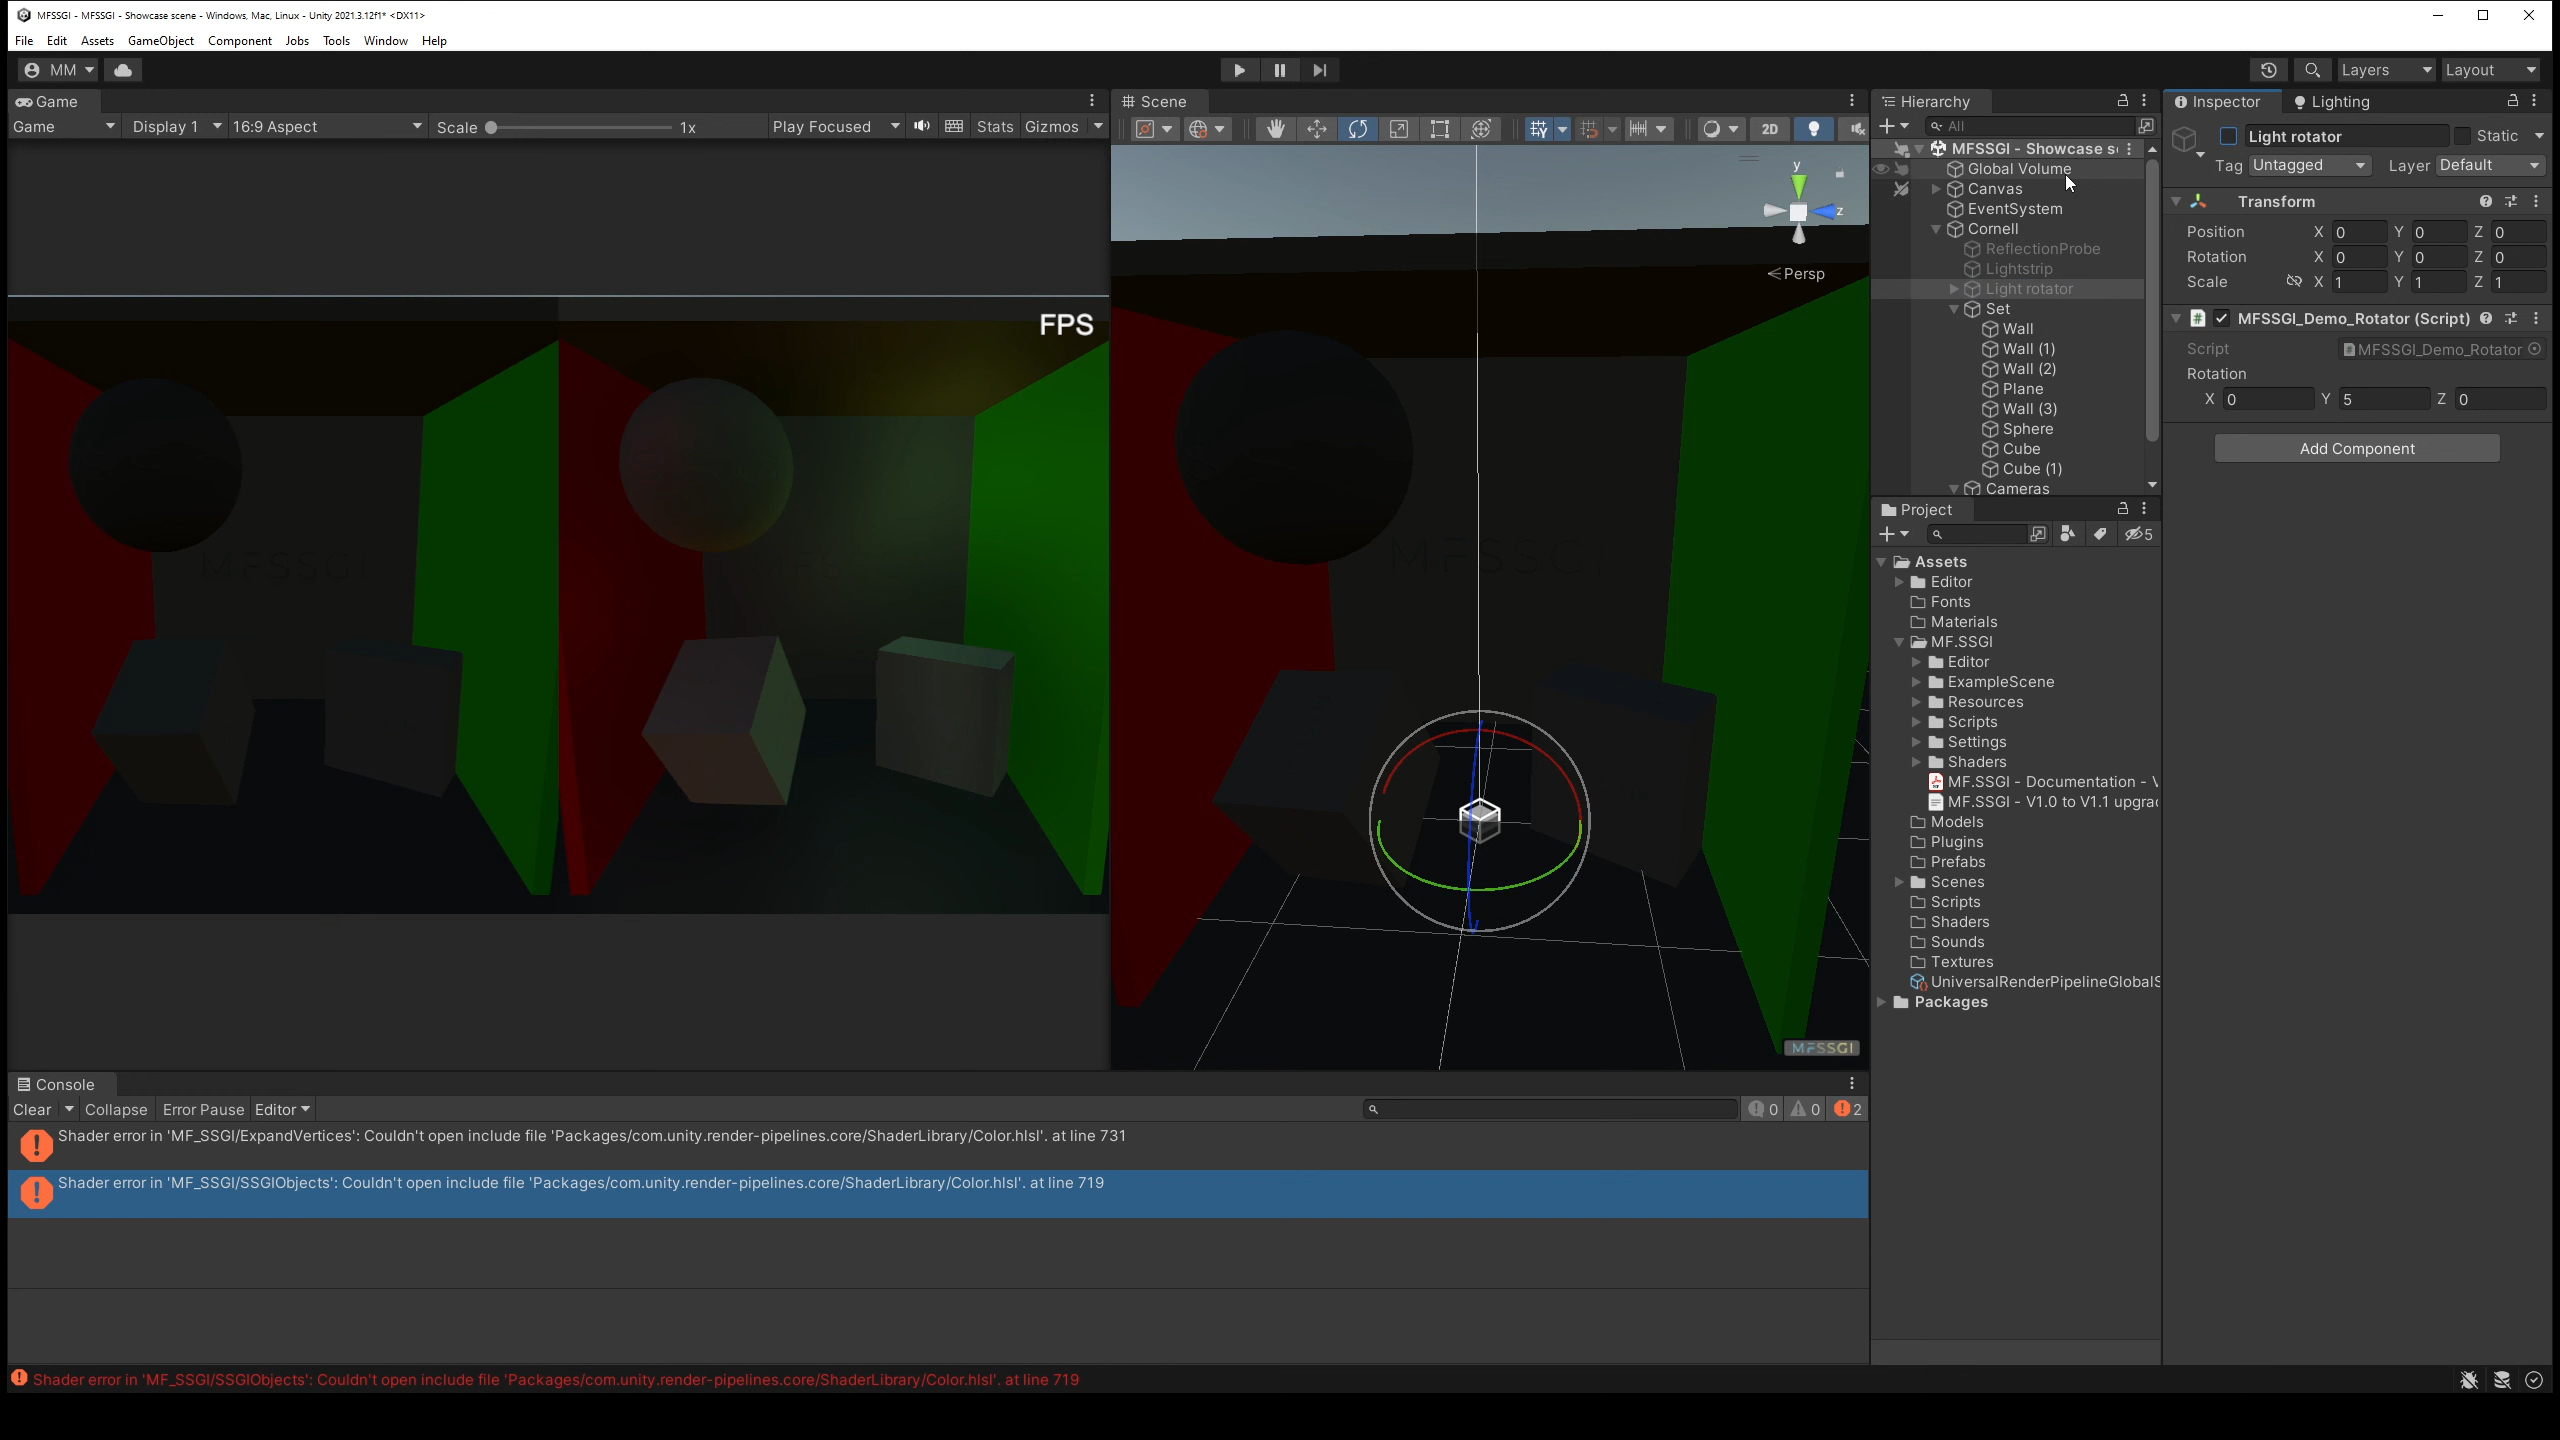 MFSSGI - MFSSGI - Showcase scene - Windows, Mac, Linux - Unity 2021.3.12f1* <DX11>
File Edit Assets GameObject Component Jobs Tools Window Help
MM
Layers
Layout
Game
Game
Display 1
16:9 Aspect
Scale
1x
Play Focused
Stats
Gizmos
FPS
MFSSGI
Scene
2D
y
z
Persp
MFSSG
MFSSGI
Hierarchy
All
MFSSGI - Showcase s
Global Volume
Canvas
EventSystem
Cornell
ReflectionProbe
Lightstrip
Light rotator
Set
Wall
Wall (1)
Wall (2)
Plane
Wall (3)
Sphere
Cube
Cube (1)
Cameras
Project
5
Assets
Editor
Fonts
Materials
MF.SSGI
Editor
ExampleScene
Resources
Scripts
Settings
Shaders
MF.SSGI - Documentation - V
MF.SSGI - V1.0 to V1.1 upgra
Models
Plugins
Prefabs
Scenes
Scripts
Shaders
Sounds
Textures
UniversalRenderPipelineGlobalS
Packages
Inspector
Lighting
Light rotator
Static
Tag Untagged
Layer Default
Transform
Position X 0 Y 0 Z 0
Rotation X 0 Y 0 Z 0
Scale X 1 Y 1 Z 1
MFSSGI_Demo_Rotator (Script)
Script MFSSGI_Demo_Rotator
Rotation
X 0 Y 5 Z 0
Add Component
Console
Clear Collapse Error Pause Editor
0 0 2
Shader error in 'MF_SSGI/ExpandVertices': Couldn't open include file 'Packages/com.unity.render-pipelines.core/ShaderLibrary/Color.hlsl'. at line 731
Shader error in 'MF_SSGI/SSGIObjects': Couldn't open include file 'Packages/com.unity.render-pipelines.core/ShaderLibrary/Color.hlsl'. at line 719
Shader error in 'MF_SSGI/SSGIObjects': Couldn't open include file 'Packages/com.unity.render-pipelines.core/ShaderLibrary/Color.hlsl'. at line 719